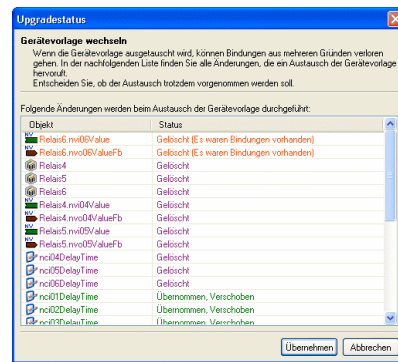 Upgradestatus
Gerätevorlage wechseln
Wenn die Gerätevorlage ausgetauscht wird, können Bindungen aus mehreren Gründen verloren
gehen. In der nachfolgenden Liste finden Sie alle Änderungen, die ein Austausch der Gerätevorlage
hervoruft.
Entscheiden Sie, ob der Austausch trotzdem vorgenommen werden soll.
Folgende Änderungen werden beim Austausch der Gerätevorlage durchgeführt:
Objekt Status
Relais6.nvi06Value Gelöscht (Es waren Bindungen vorhanden)
Relais6.nvo06ValueFb Gelöscht (Es waren Bindungen vorhanden)
Relais4 Gelöscht
Relais5 Gelöscht
Relais6 Gelöscht
Relais4.nvi04Value Gelöscht
Relais4.nvo04ValueFb Gelöscht
Relais5.nvi05Value Gelöscht
Relais5.nvo05ValueFb Gelöscht
nci04DelayTime Gelöscht
nci05DelayTime Gelöscht
nci06DelayTime Gelöscht
nci01DelayTime Übernommen, Verschoben
nci02DelayTime Übernommen, Verschoben
nci03DelayTime Übernommen, Verschoben
Übernehmen Abbrechen